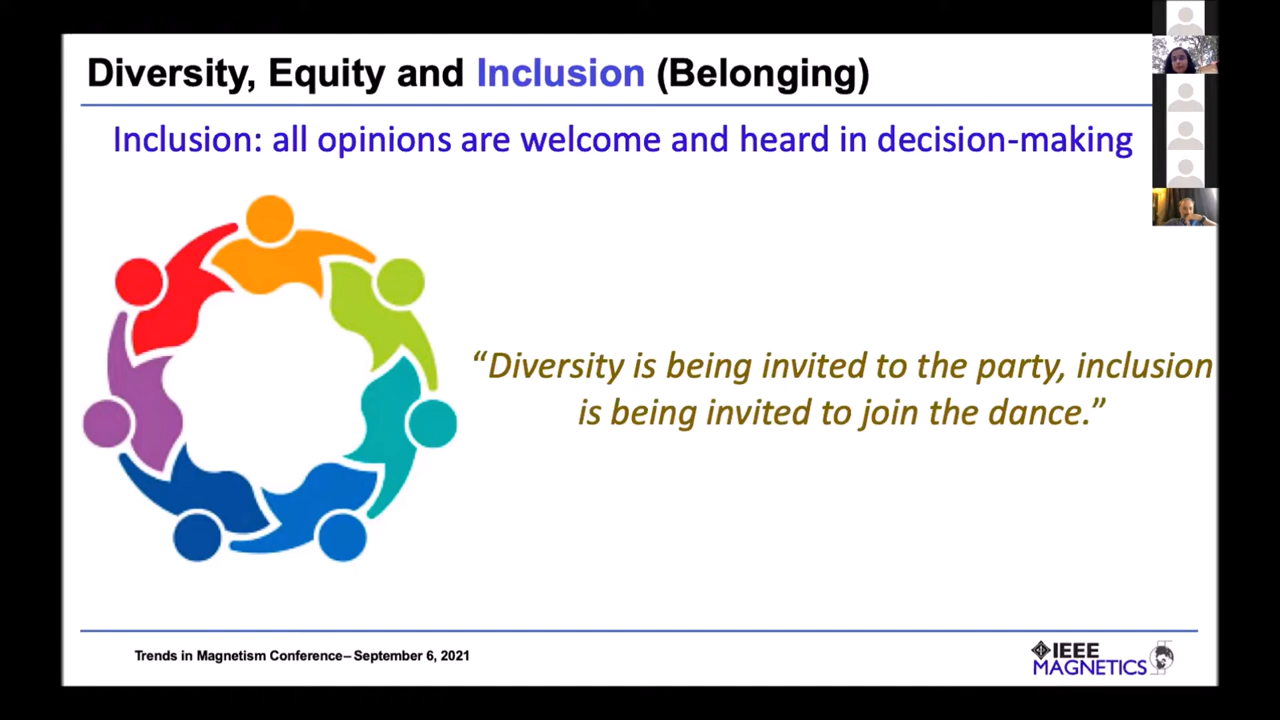 Diversity, Equity and Inclusion (Belonging)
Inclusion: all opinions are welcome and heard in decision-making
“Diversity is being invited to the party, inclusion
is being invited to join the dance.”
Trends in Magnetism Conference– September 6, 2021
IEEE
MAGNETICS